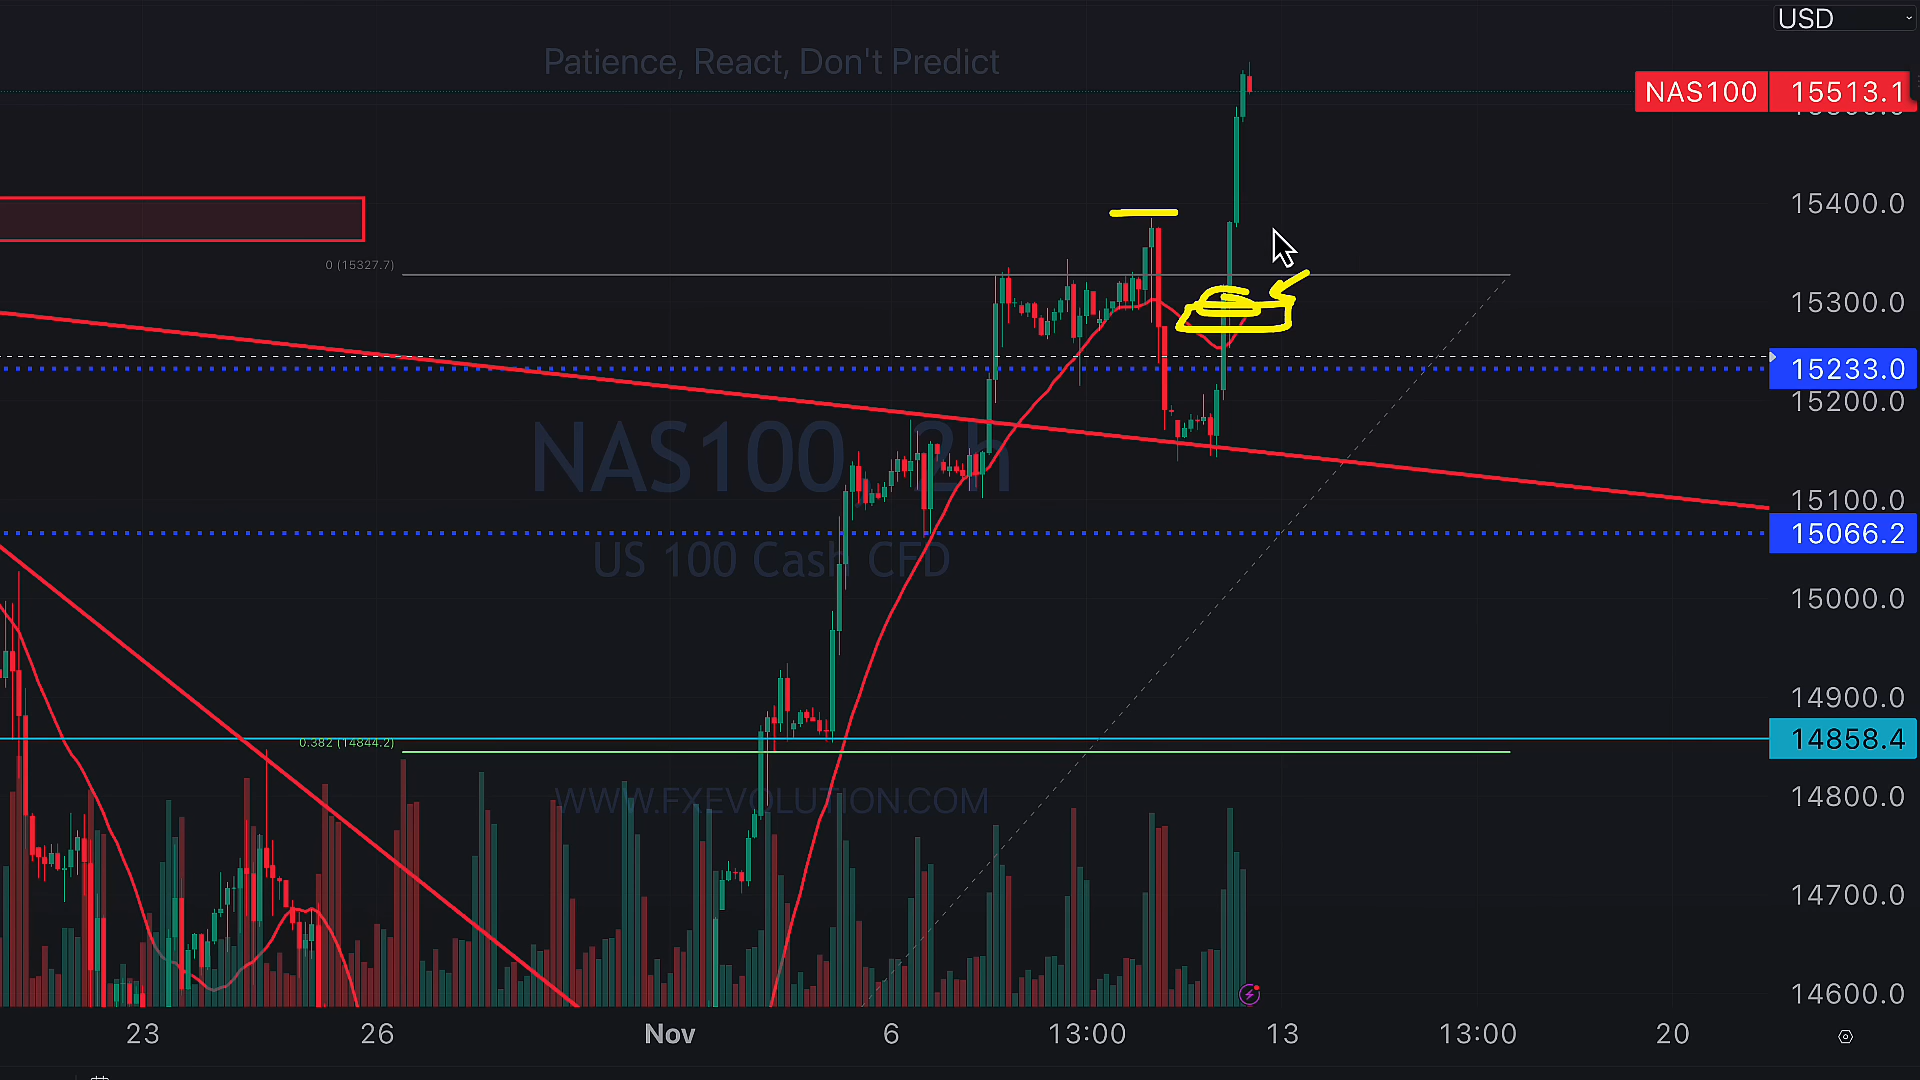 USD
Patience, React, Don't Predict
NAS100 15513.1
15400.0
0 (15327.7)
15300.0
15233.0
15200.0
NAS100, 2h
15100.0
15066.2
US 100 Cash CFD
15000.0
14900.0
0.382 (14844.2)
14858.4
WWW.FXEVOLUTION.COM
14800.0
14700.0
14600.0
23 26 Nov 6 13:00 13 13:00 20